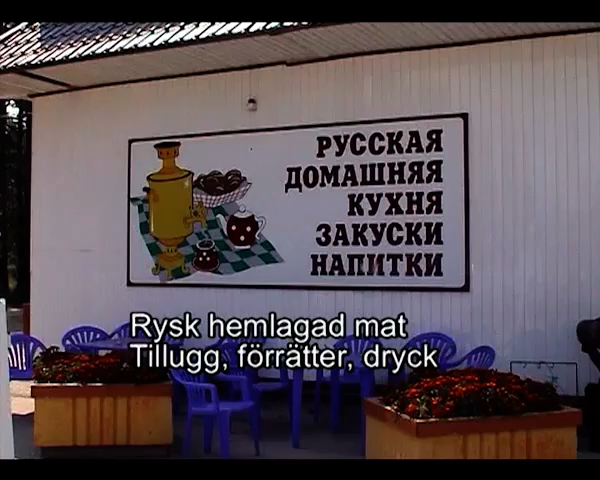 РУССКАЯ
ДОМАШНЯЯ
КУХНЯ
ЗАКУСКИ
НАПИТКИ
Rysk hemlagad mat
Tillugg, förrätter, dryck